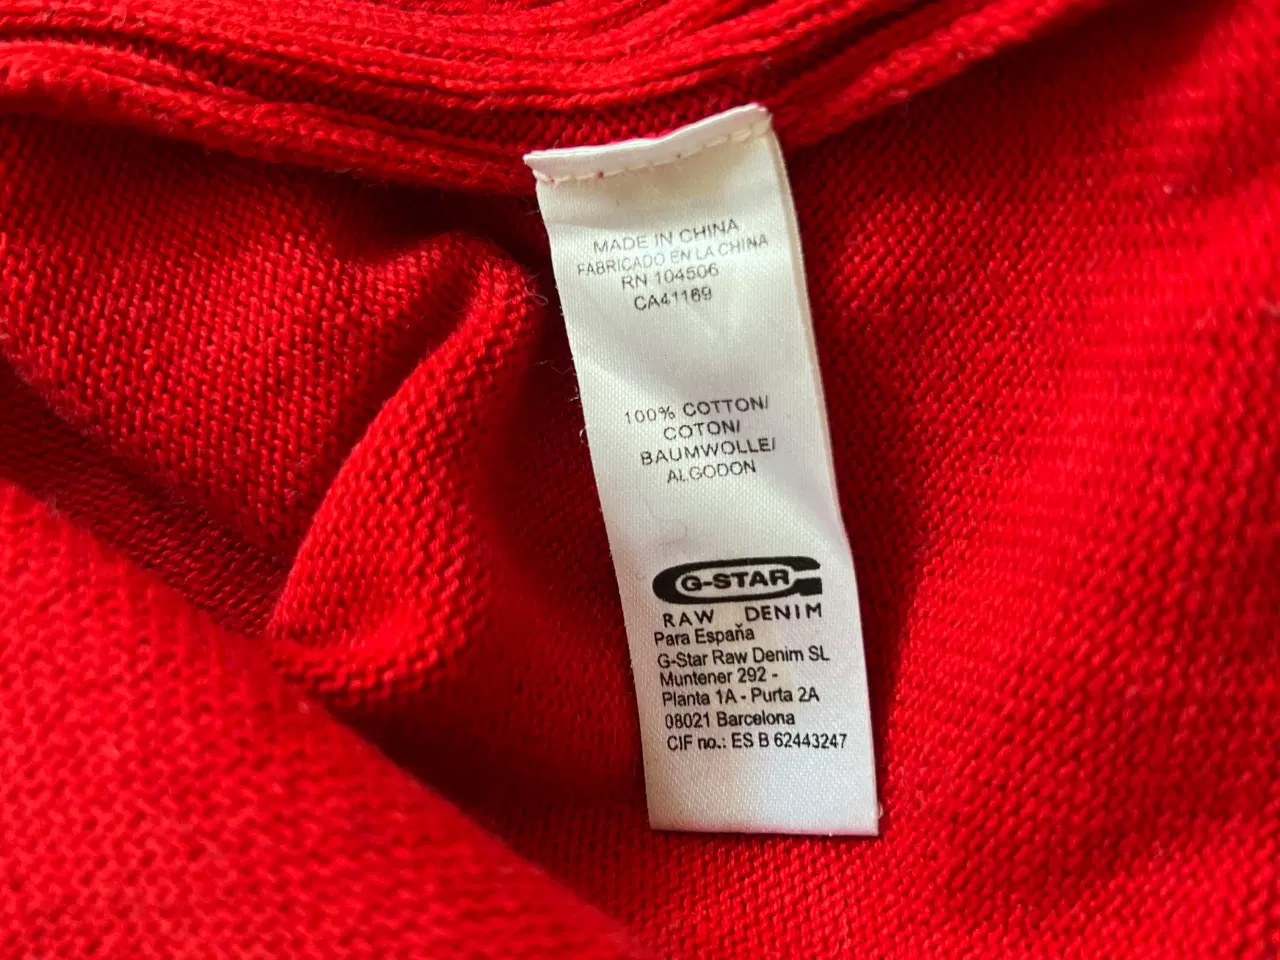 MADE IN CHINA
FABRICADO EN LA CHINA
RN 104506
CA41169
100% COTTON/
COTON/
BAUMWOLLE/
ALGODON
G-STAR
RAW DENIM
Para España
G-Star Raw Denim SL
Muntener 292 -
Planta 1A - Purta 2A
08021 Barcelona
CIF no.: ES B 62443247